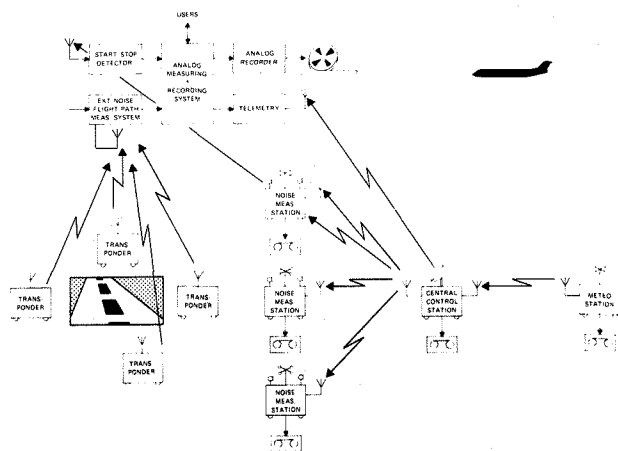 USERS
START STOP
DETECTOR
ANALOG
MEASURING
+
RECORDING
SYSTEM
ANALOG
RECORDER
EXT NOISE
FLIGHT PATH
MEAS SYSTEM
TELEMETRY
NOISE
MEAS
STATION
TRANS
PONDER
TRANS
PONDER
TRANS
PONDER
TRANS
PONDER
NOISE
MEAS
STATION
CENTRAL
CONTROL
STATION
METEO
STATION
NOISE
MEAS.
STATION